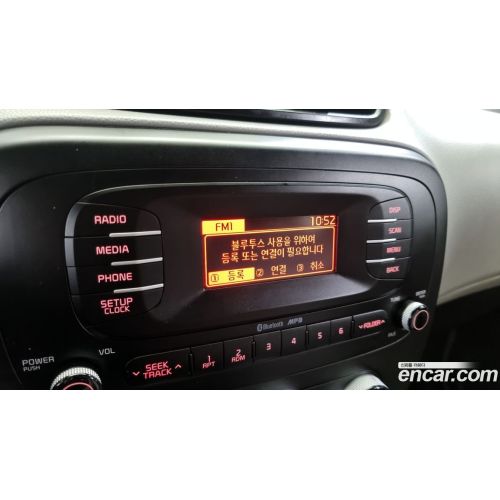 FM1 10:52
블루투스 사용을 위하여
등록 또는 연결이 필요합니다
① 등록 ② 연결 ③ 취소
RADIO
MEDIA
PHONE
SETUP
CLOCK
DISP
SCAN
MENU
BACK
TUNE
Bluetooth MP3
POWER
PUSH
VOL
SEEK
TRACK
1
RPT
2
RDM
3
4
5
6
FOLDER
encar.com